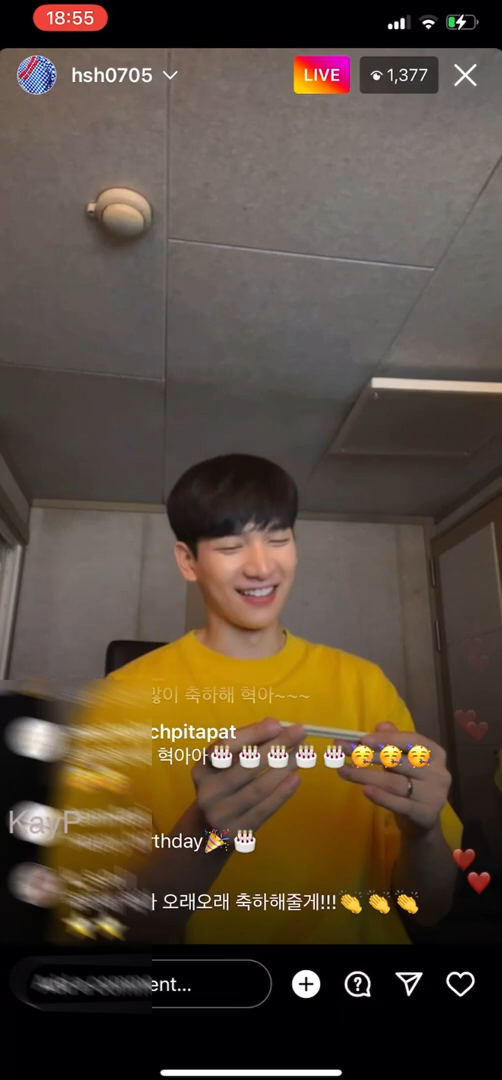 18:55
hsh0705
LIVE
1,377
많이 축하해 혁아~~~
chpitapat
혁아아🎂🎂🎂🎂🎂🥳🥳🥳
KayP
rthday🎉🎂
오래오래 축하해줄게!!!👏👏👏
ent...